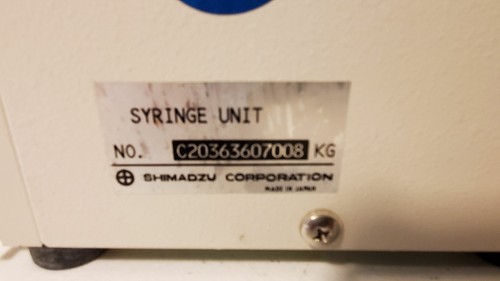 SYRINGE UNIT
NO. C20363607008 KG
SHIMADZU CORPORATION
MADE IN JAPAN